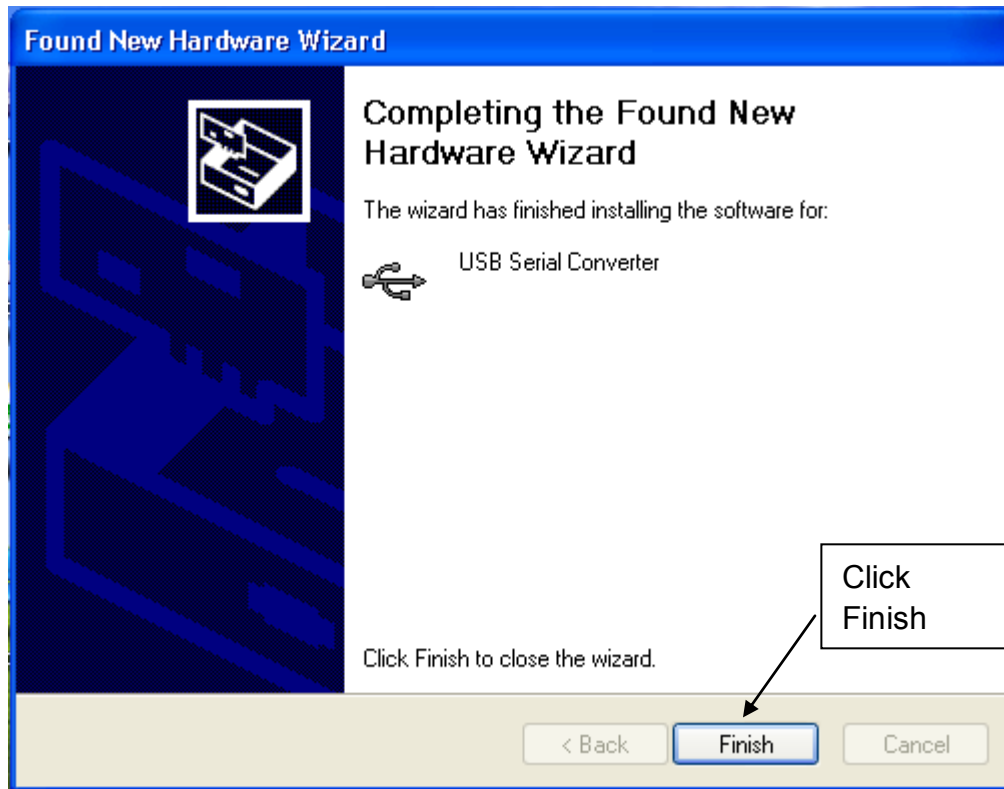 Found New Hardware Wizard
Completing the Found New
Hardware Wizard
The wizard has finished installing the software for:
USB Serial Converter
Click
Finish
Click Finish to close the wizard.
< Back
Finish
Cancel